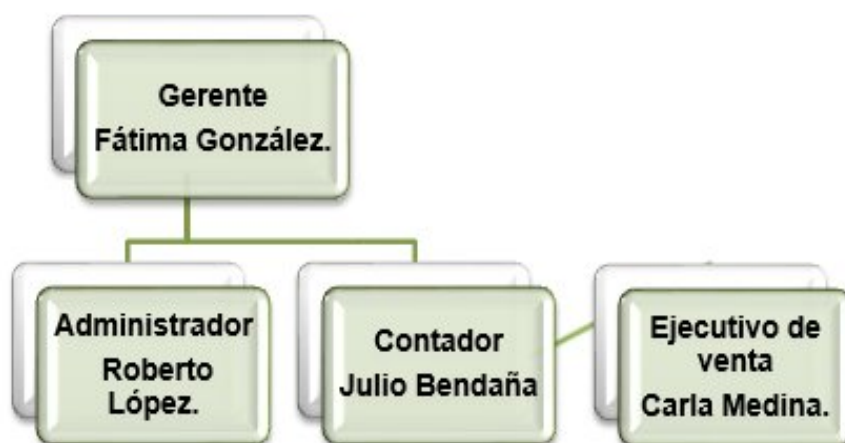 Gerente
Fátima González.
Administrador
Roberto
López.
Contador
Julio Bendaña
Ejecutivo de
venta
Carla Medina.